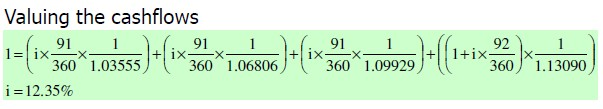 Valuing the cashflows
1=(i×91/360×1/1.03555)+(i×91/360×1/1.06806)+(i×91/360×1/1.09929)+((1+i×92/360)×1/1.13090)
i=12.35%